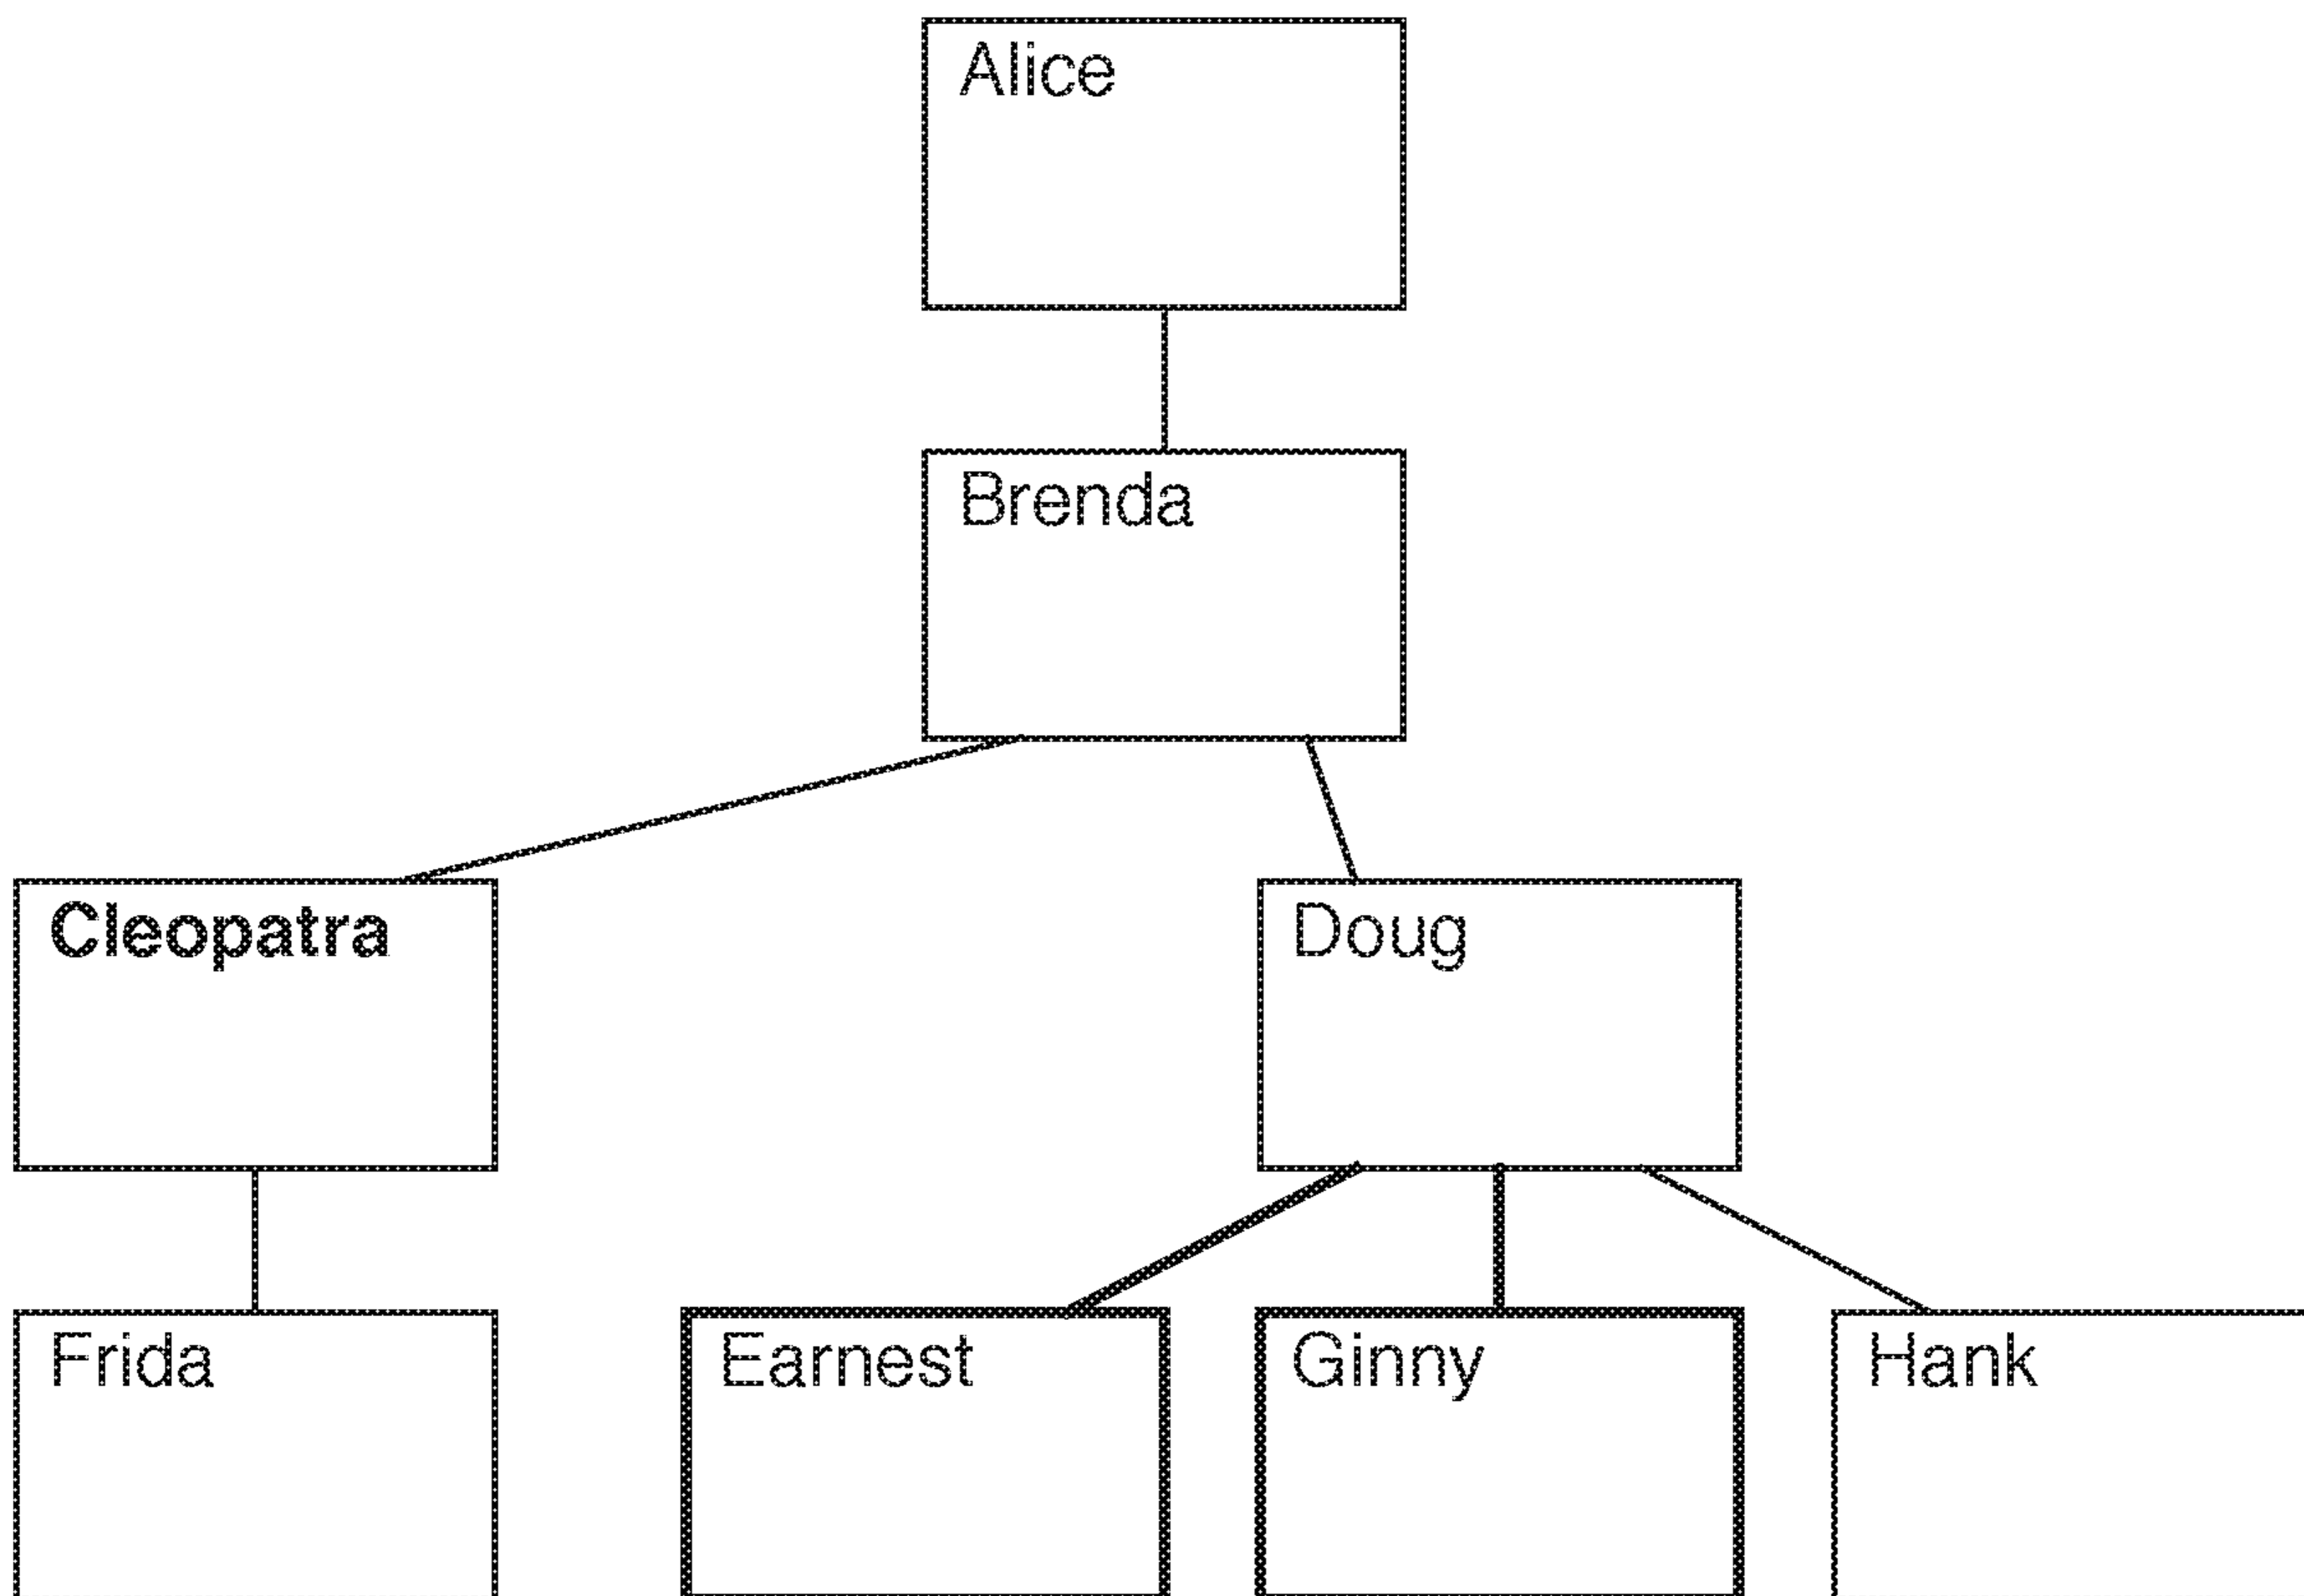 Alice
Brenda
Cleopatra
Doug
Frida
Earnest
Ginny
Hank